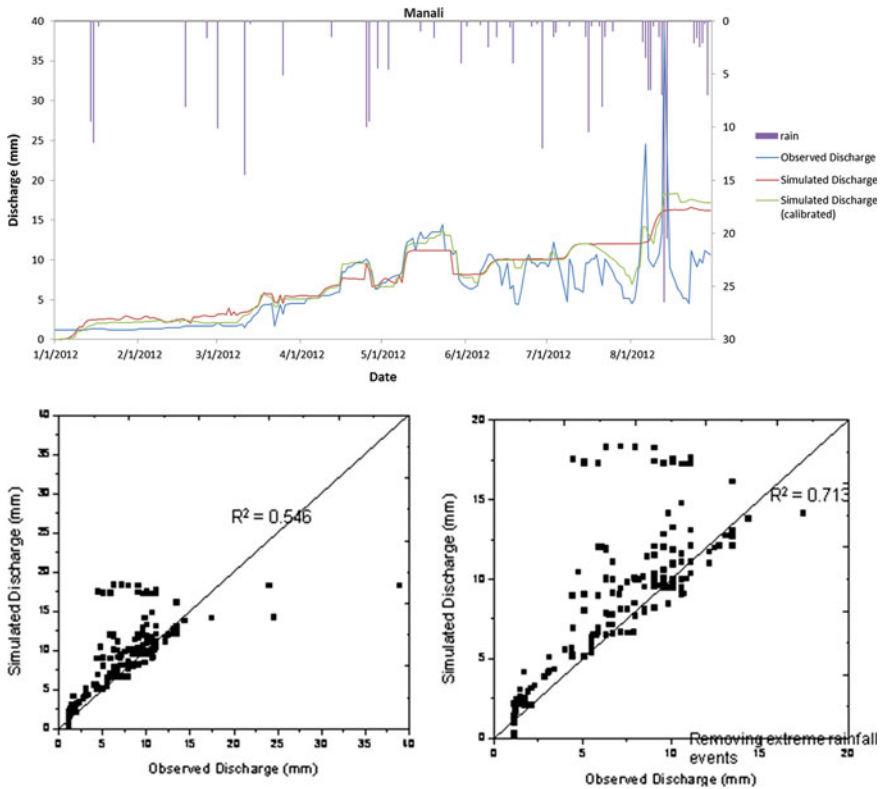 Manali
40
35
30
25
20
15
10
5
0
Discharge (mm)
0
5
10
15
20
25
30
1/1/2012 2/1/2012 3/1/2012 4/1/2012 5/1/2012 6/1/2012 7/1/2012 8/1/2012
Date
rain
Observed Discharge
Simulated Discharge
Simulated Discharge
(calibrated)
40
35
30
25
20
15
10
5
0
Simulated Discharge (mm)
R² = 0.546
0 5 10 15 20 25 30 35 40
Observed Discharge (mm)
20
15
10
5
0
Simulated Discharge (mm)
R² = 0.713
Removing extreme rainfall
events
0 5 10 20
Observed Discharge (mm)